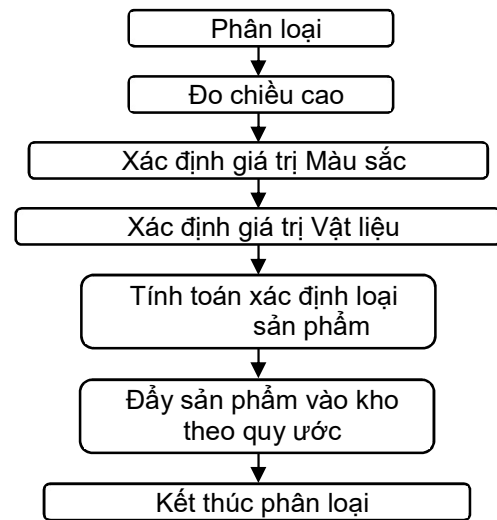 Phân loại
Đo chiều cao
Xác định giá trị Màu sắc
Xác định giá trị Vật liệu
Tính toán xác định loại
sản phẩm
Đẩy sản phẩm vào kho
theo quy ước
Kết thúc phân loại